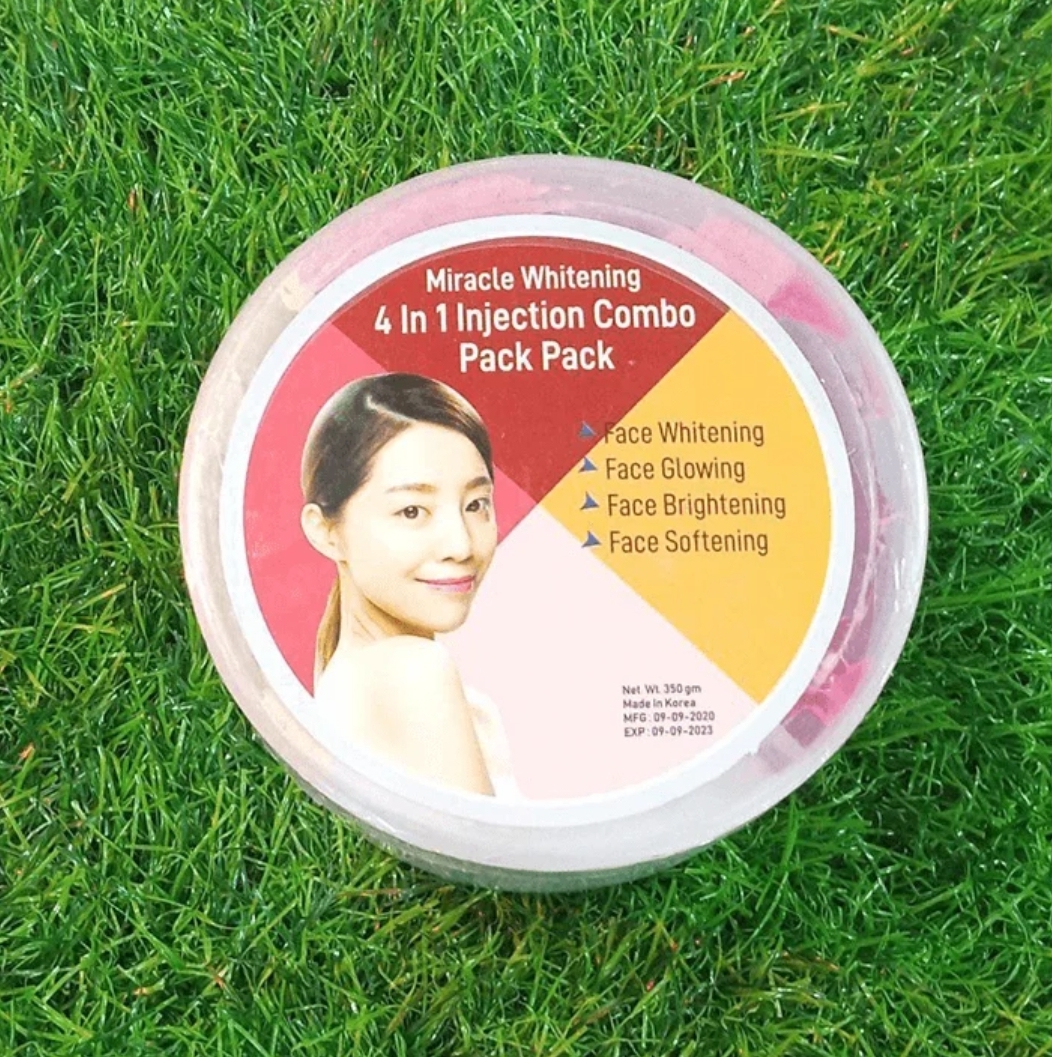 Miracle Whitening
4 In 1 Injection Combo
Pack Pack
Face Whitening
Face Glowing
Face Brightening
Face Softening
Net. Wt. 350 gm
Made In Korea
MFG : 09-09-2020
EXP : 09-09-2023